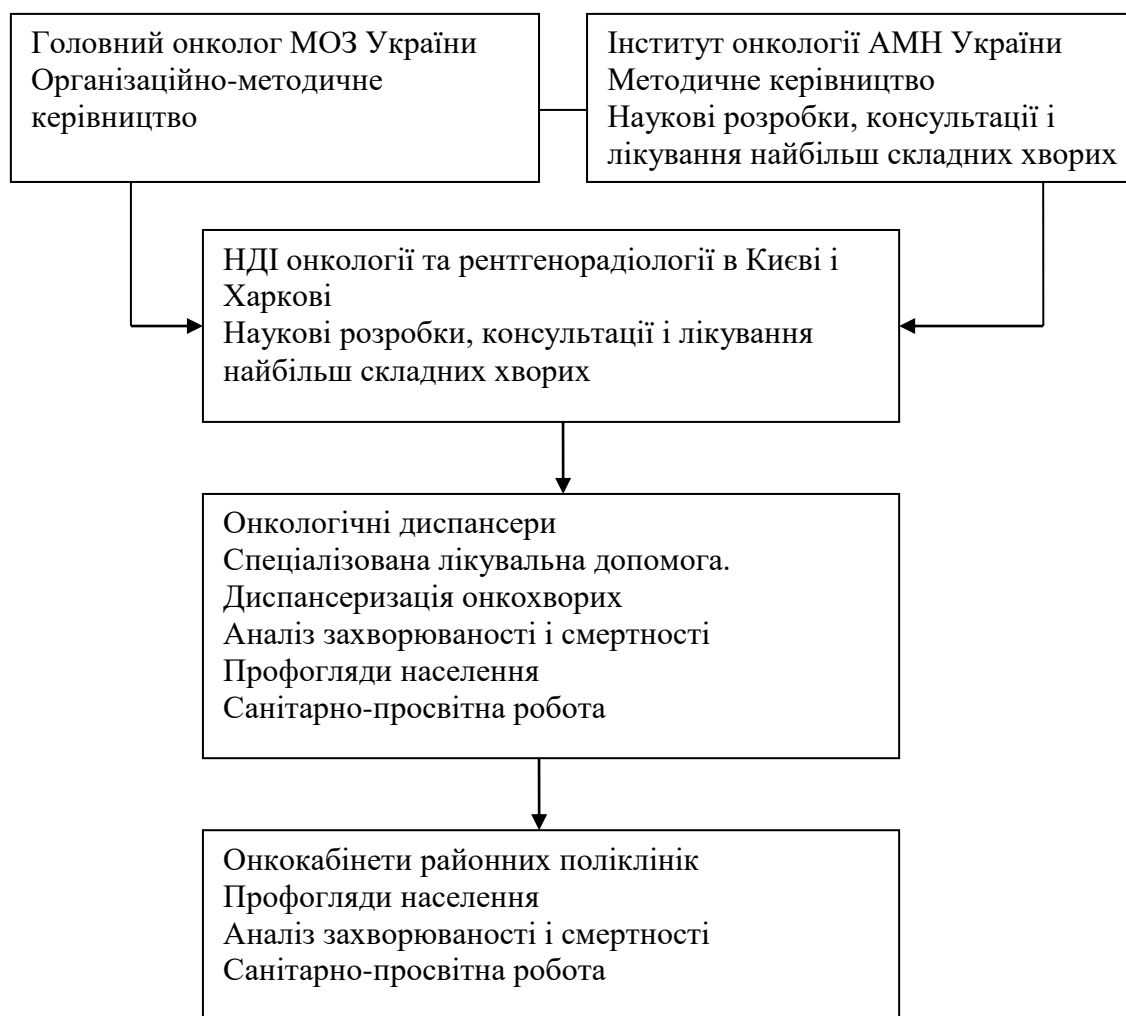 Головний онколог МОЗ України
Організаційно-методичне
керівництво
Інститут онкології АМН України
Методичне керівництво
Наукові розробки, консультації і
лікування найбільш складних хворих
НДІ онкології та рентгенорадіології в Києві і
Харкові
Наукові розробки, консультації і лікування
найбільш складних хворих
Онкологічні диспансери
Спеціалізована лікувальна допомога.
Диспансеризація онкохворих
Аналіз захворюваності і смертності
Профогляди населення
Санітарно-просвітна робота
Онкокабінети районних поліклінік
Профогляди населення
Аналіз захворюваності і смертності
Санітарно-просвітна робота